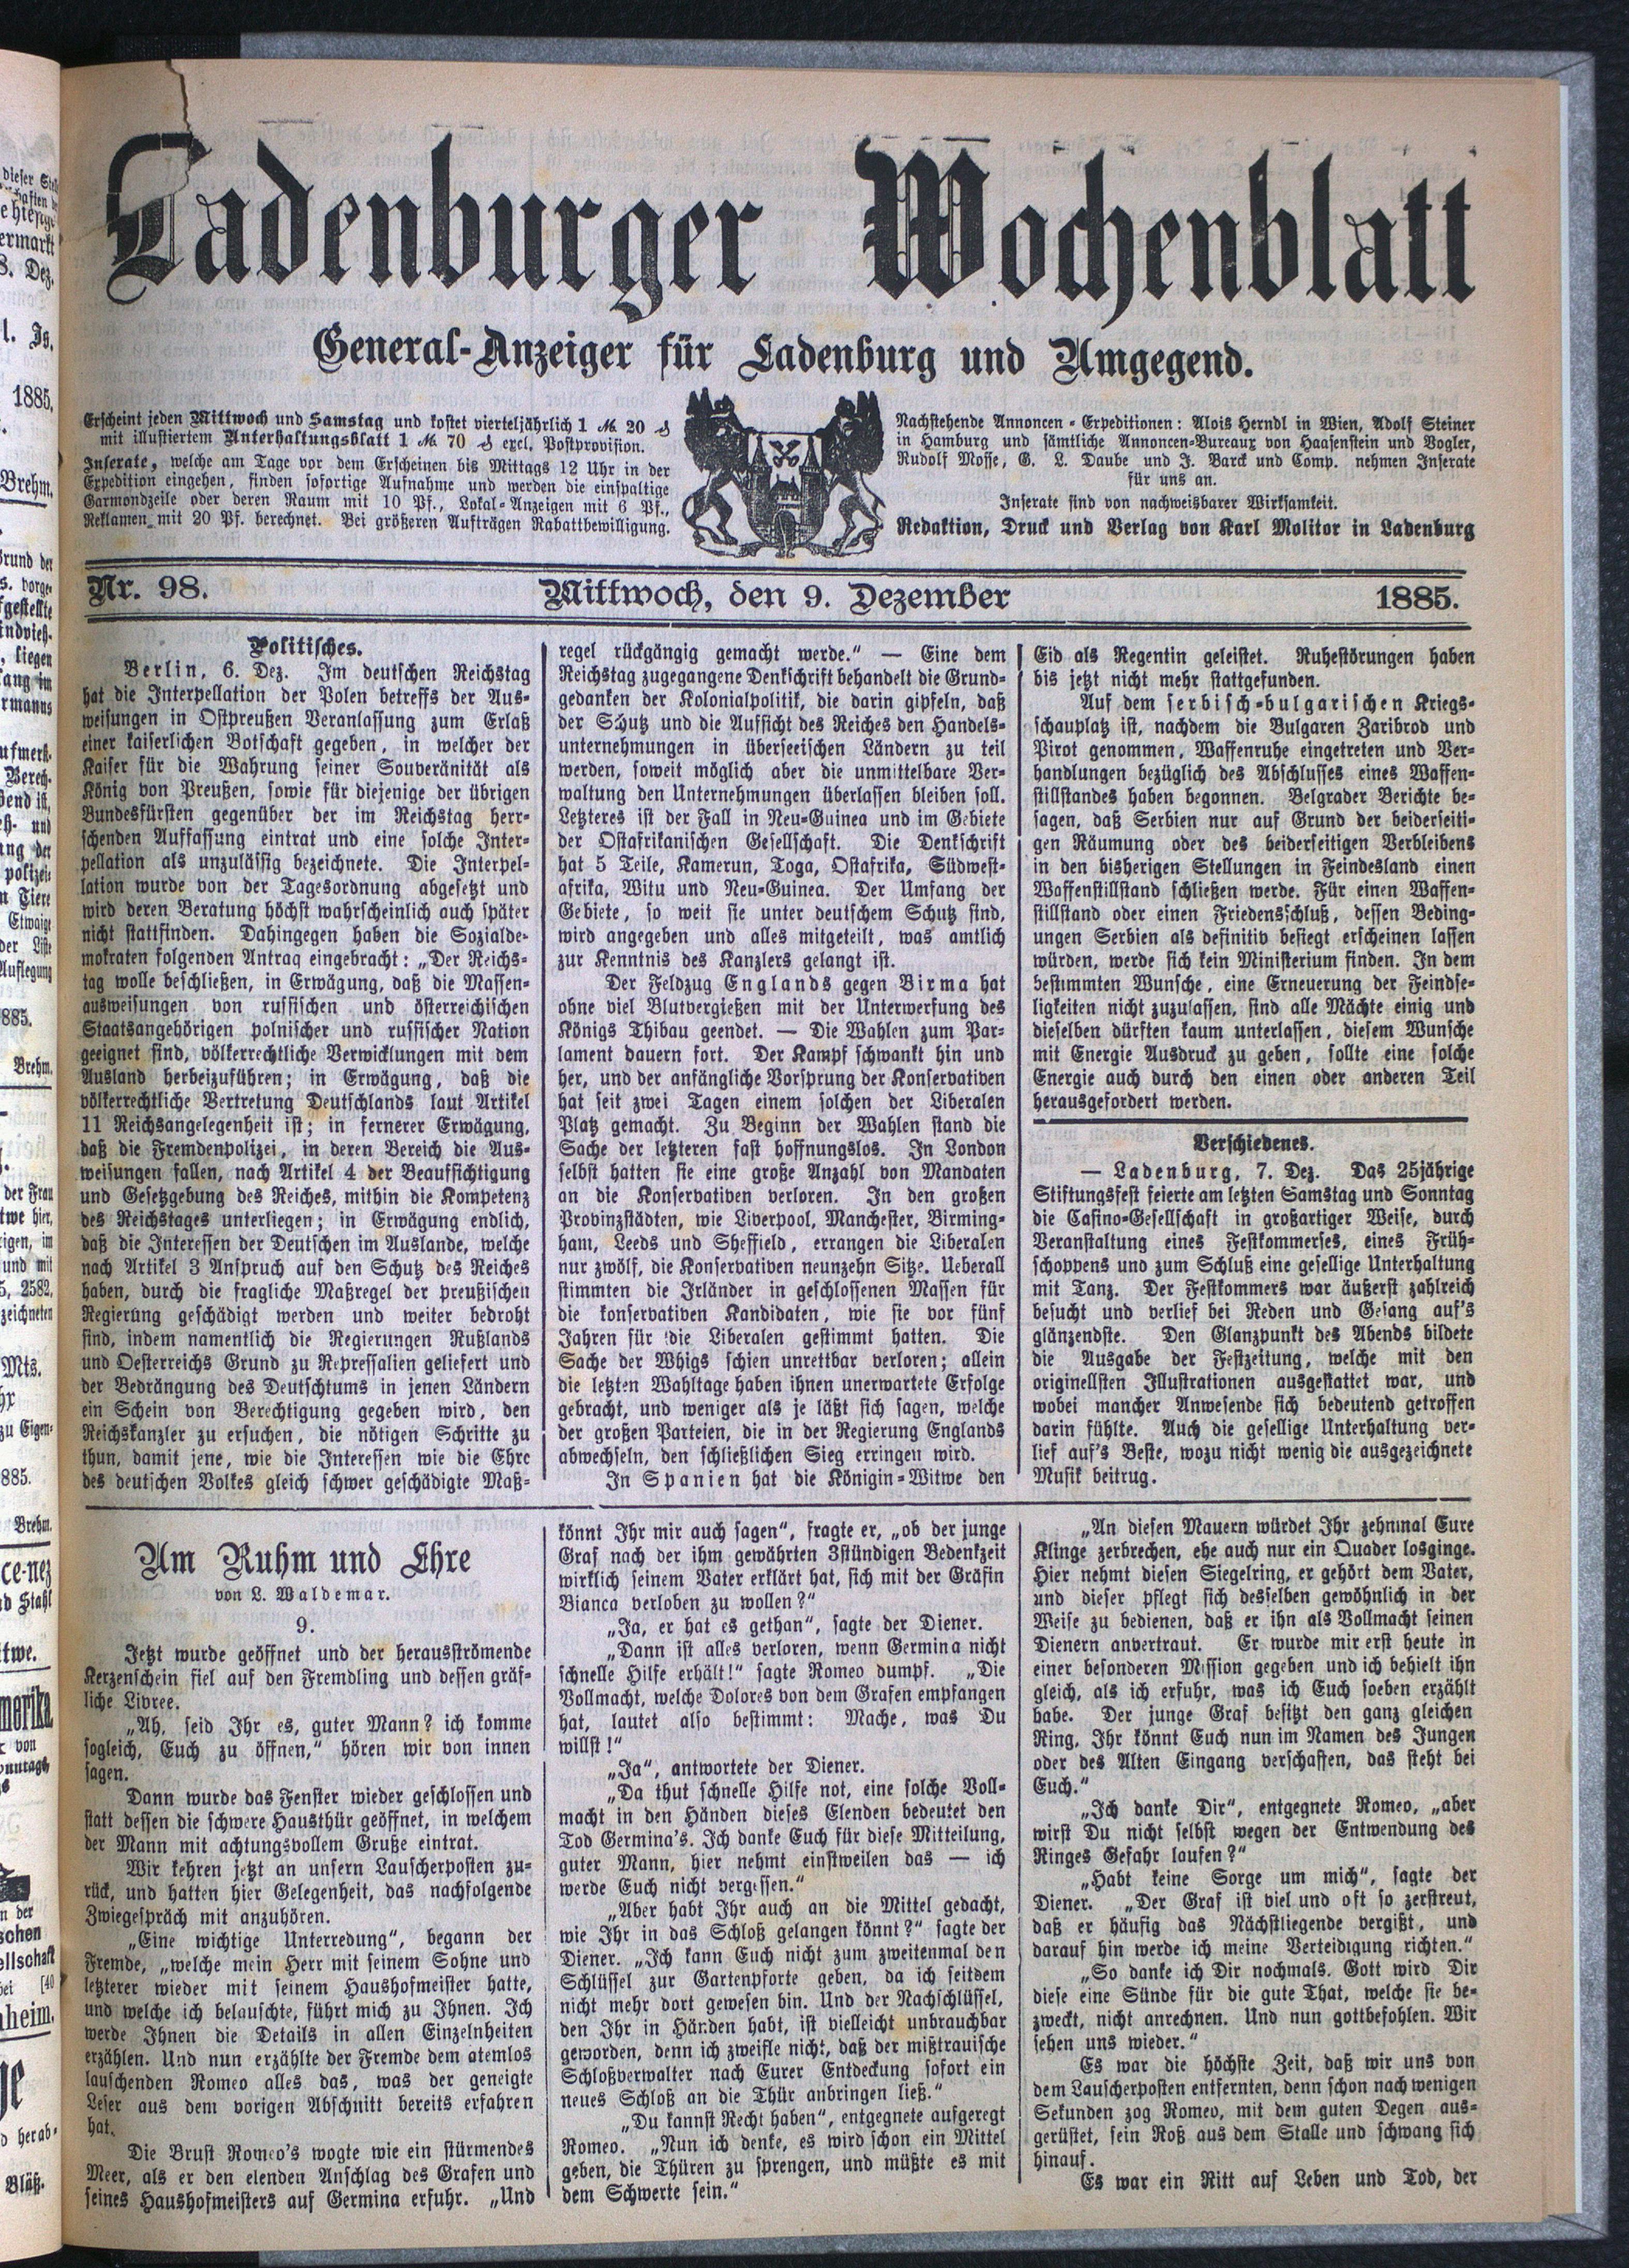 Ladenburger Wochenblatt
General-Anzeiger für Ladenburg und Umgegend.
Erscheint jeden Mittwoch und Samstag und kostet vierteljährlich 1 ℳ 20 ₰
mit illustriertem Unterhaltungsblatt 1 ℳ 70 ₰ excl. Postprovision.
Inserate, welche am Tage vor dem Erscheinen bis Mittags 12 Uhr in der
Expedition eingehen, finden sofortige Aufnahme und werden die einspaltige
Garmondzeile oder deren Raum mit 10 Pf., Lokal-Anzeigen mit 6 Pf.,
Reklamen mit 20 Pf. berechnet. Bei größeren Aufträgen Rabattbewilligung.
Nachstehende Annoncen-Expeditionen: Alois Herndl in Wien, Adolf Steiner
in Hamburg und sämtliche Annoncen-Bureaux von Haasenstein und Vogler,
Rudolf Mosse, G. L. Daube und J. Barck und Comp. nehmen Inserate
für uns an.
Inserate sind von nachweisbarer Wirksamkeit.
Redaktion, Druck und Verlag von Karl Molitor in Ladenburg
Nr. 98. Mittwoch, den 9. Dezember 1885.
Politisches.
Berlin, 6. Dez. Im deutschen Reichstag
hat die Interpellation der Polen betreffs der Aus-
weisungen in Ostpreußen Veranlassung zum Erlaß
einer kaiserlichen Botschaft gegeben, in welcher der
Kaiser für die Wahrung seiner Souveränität als
König von Preußen, sowie für diejenige der übrigen
Bundesfürsten gegenüber der im Reichstag herr-
schenden Auffassung eintrat und eine solche Inter-
pellation als unzulässig bezeichnete. Die Interpel-
lation wurde von der Tagesordnung abgesetzt und
wird deren Beratung höchst wahrscheinlich auch später
nicht stattfinden. Dahingegen haben die Sozialde-
mokraten folgenden Antrag eingebracht: „Der Reichs-
tag wolle beschließen, in Erwägung, daß die Massen-
ausweisungen von russischen und österreichischen
Staatsangehörigen polnischer und russischer Nation
geeignet sind, völkerrechtliche Verwicklungen mit dem
Ausland herbeizuführen; in Erwägung, daß die
völkerrechtliche Vertretung Deutschlands laut Artikel
11 Reichsangelegenheit ist; in fernerer Erwägung,
daß die Fremdenpolizei, in deren Bereich die Aus-
weisungen fallen, nach Artikel 4 der Beaufsichtigung
und Gesetzgebung des Reiches, mithin die Kompetenz
des Reichstages unterliegen; in Erwägung endlich,
daß die Interessen der Deutschen im Auslande, welche
nach Artikel 3 Anspruch auf den Schutz des Reiches
haben, durch die fragliche Maßregel der preußischen
Regierung geschädigt werden und weiter bedroht
sind, indem namentlich die Regierungen Rußlands
und Oesterreichs Grund zu Repressalien geliefert und
der Bedrängung des Deutschtums in jenen Ländern
ein Schein von Berechtigung gegeben wird, den
Reichskanzler zu ersuchen, die nötigen Schritte zu
thun, damit jene, wie die Interessen wie die Ehre
des deutschen Volkes gleich schwer geschädigte Maß-
regel rückgängig gemacht werde.“ — Eine dem
Reichstag zugegangene Denkschrift behandelt die Grund-
gedanken der Kolonialpolitik, die darin gipfeln, daß
der Schutz und die Aufsicht des Reiches den Handels-
unternehmungen in überseeischen Ländern zu teil
werden, soweit möglich aber die unmittelbare Ver-
waltung den Unternehmungen überlassen bleiben soll.
Letzteres ist der Fall in Neu-Guinea und im Gebiete
der Ostafrikanischen Gesellschaft. Die Denkschrift
hat 5 Teile, Kamerun, Toga, Ostafrika, Südwest-
afrika, Witu und Neu-Guinea. Der Umfang der
Gebiete, so weit sie unter deutschem Schutz sind,
wird angegeben und alles mitgeteilt, was amtlich
zur Kenntnis des Kanzlers gelangt ist.
Der Feldzug Englands gegen Birma hat
ohne viel Blutvergießen mit der Unterwerfung des
Königs Thibau geendet. — Die Wahlen zum Par-
lament dauern fort. Der Kampf schwankt hin und
her, und der anfängliche Vorsprung der Konservativen
hat seit zwei Tagen einem solchen der Liberalen
Platz gemacht. Zu Beginn der Wahlen stand die
Sache der letzteren fast hoffnungslos. In London
selbst hatten sie eine große Anzahl von Mandaten
an die Konservativen verloren. In den großen
Provinzstädten, wie Liverpool, Manchester, Birming-
ham, Leeds und Sheffield, errangen die Liberalen
nur zwölf, die Konservativen neunzehn Sitze. Ueberall
stimmten die Irländer in geschlossenen Massen für
die konservativen Kandidaten, wie sie vor fünf
Jahren für die Liberalen gestimmt hatten. Die
Sache der Whigs schien unrettbar verloren; allein
die letzten Wahltage haben ihnen unerwartete Erfolge
gebracht, und weniger als je läßt sich sagen, welche
der großen Parteien, die in der Regierung Englands
abwechseln, den schließlichen Sieg erringen wird.
In Spanien hat die Königin-Witwe den
Eid als Regentin geleistet. Ruhestörungen haben
bis jetzt nicht mehr stattgefunden.
Auf dem serbisch-bulgarischen Kriegs-
schauplatz ist, nachdem die Bulgaren Zaribrod und
Pirot genommen, Waffenruhe eingetreten und Ver-
handlungen bezüglich des Abschlusses eines Waffen-
stillstandes haben begonnen. Belgrader Berichte be-
sagen, daß Serbien nur auf Grund der beiderseiti-
gen Räumung oder des beiderseitigen Verbleibens
in den bisherigen Stellungen in Feindesland einen
Waffenstillstand schließen werde. Für einen Waffen-
stillstand oder einen Friedensschluß, dessen Beding-
ungen Serbien als definitiv besiegt erscheinen lassen
würden, werde sich kein Ministerium finden. In dem
bestimmten Wunsche, eine Erneuerung der Feindse-
ligkeiten nicht zuzulassen, sind alle Mächte einig und
dieselben dürften kaum unterlassen, diesem Wunsche
mit Energie Ausdruck zu geben, sollte eine solche
Energie auch durch den einen oder anderen Teil
herausgefordert werden.
Verschiedenes.
— Ladenburg, 7. Dez. Das 25jährige
Stiftungsfest feierte am letzten Samstag und Sonntag
die Casino-Gesellschaft in großartiger Weise, durch
Veranstaltung eines Festkommerses, eines Früh-
schoppens und zum Schluß eine gesellige Unterhaltung
mit Tanz. Der Festkommers war äußerst zahlreich
besucht und verlief bei Reden und Gesang auf's
glänzendste. Den Glanzpunkt des Abends bildete
die Ausgabe der Festzeitung, welche mit den
originellsten Illustrationen ausgestattet war, und
wobei mancher Anwesende sich bedeutend getroffen
darin fühlte. Auch die gesellige Unterhaltung ver-
lief auf's Beste, wozu nicht wenig die ausgezeichnete
Musik beitrug.
Um Ruhm und Ehre
von L. Waldemar.
9.
Jetzt wurde geöffnet und der herausströmende
Kerzenschein fiel auf den Fremdling und dessen gräf-
liche Livree.
„Ah, seid Ihr es, guter Mann? ich komme
sogleich, Euch zu öffnen,“ hören wir von innen
sagen.
Dann wurde das Fenster wieder geschlossen und
statt dessen die schwere Hausthür geöffnet, in welchem
der Mann mit achtungsvollem Gruße eintrat.
Wir kehren jetzt an unsern Lauscherposten zu-
rück, und hatten hier Gelegenheit, das nachfolgende
Zwiegespräch mit anzuhören.
„Eine wichtige Unterredung“, begann der
Fremde, „welche mein Herr mit seinem Sohne und
letzterer wieder mit seinem Haushofmeister hatte,
und welche ich belauschte, führt mich zu Ihnen. Ich
werde Ihnen die Details in allen Einzelnheiten
erzählen. Und nun erzählte der Fremde dem atemlos
lauschenden Romeo alles das, was der geneigte
Leser aus dem vorigen Abschnitt bereits erfahren
hat.
Die Brust Romeo's wogte wie ein stürmendes
Meer, als er den elenden Anschlag des Grafen und
seines Haushofmeisters auf Germina erfuhr. „Und
könnt Ihr mir auch sagen“, fragte er, „ob der junge
Graf nach der ihm gewährten 3stündigen Bedenkzeit
wirklich seinem Vater erklärt hat, sich mit der Gräfin
Bianca verloben zu wollen?“
„Ja, er hat es gethan“, sagte der Diener.
„Dann ist alles verloren, wenn Germina nicht
schnelle Hilfe erhält!“ sagte Romeo dumpf. „Die
Vollmacht, welche Dolores von dem Grafen empfangen
hat, lautet also bestimmt: Mache, was Du
willst!“
„Ja“, antwortete der Diener.
„Da thut schnelle Hilfe not, eine solche Voll-
macht in den Händen dieses Elenden bedeutet den
Tod Germina's. Ich danke Euch für diese Mitteilung,
guter Mann, hier nehmt einstweilen das — ich
werde Euch nicht vergessen.“
„Aber habt Ihr auch an die Mittel gedacht,
wie Ihr in das Schloß gelangen könnt?“ sagte der
Diener. „Ich kann Euch nicht zum zweitenmal den
Schlüssel zur Gartenpforte geben, da ich seitdem
nicht mehr dort gewesen bin. Und der Nachschlüssel,
den Ihr in Händen habt, ist vielleicht unbrauchbar
geworden, denn ich zweifle nicht, daß der mißtrauische
Schloßverwalter nach Eurer Entdeckung sofort ein
neues Schloß an die Thür anbringen ließ.“
„Du kannst Recht haben“, entgegnete aufgeregt
Romeo. „Nun ich denke, es wird schon ein Mittel
geben, die Thüren zu sprengen, und müßte es mit
dem Schwerte sein.“
„An diesen Mauern würdet Ihr zehnmal Eure
Klinge zerbrechen, ehe auch nur ein Quader losginge.
Hier nehmt diesen Siegelring, er gehört dem Vater,
und dieser pflegt sich desselben gewöhnlich in der
Weise zu bedienen, daß er ihn als Vollmacht seinen
Dienern anvertraut. Er wurde mir erst heute in
einer besonderen Mission gegeben und ich behielt ihn
gleich, als ich erfuhr, was ich Euch soeben erzählt
habe. Der junge Graf besitzt den ganz gleichen
Ring. Ihr könnt Euch nun im Namen des Jungen
oder des Alten Eingang verschaffen, das steht bei
Euch.“
„Ich danke Dir“, entgegnete Romeo, „aber
wirst Du nicht selbst wegen der Entwendung des
Ringes Gefahr laufen?“
„Habt keine Sorge um mich“, sagte der
Diener. „Der Graf ist viel und oft so zerstreut,
daß er häufig das Nächstliegende vergißt, und
darauf hin werde ich meine Verteidigung richten.“
„So danke ich Dir nochmals. Gott wird Dir
diese eine Sünde für die gute That, welche sie be-
zweckt, nicht anrechnen. Und nun gottbefohlen. Wir
sehen uns wieder.“
Es war die höchste Zeit, daß wir uns von
dem Lauscherposten entfernten, denn schon nach wenigen
Sekunden zog Romeo, mit dem guten Degen aus-
gerüstet, sein Roß aus dem Stalle und schwang sich
hinauf.
Es war ein Ritt auf Leben und Tod, der